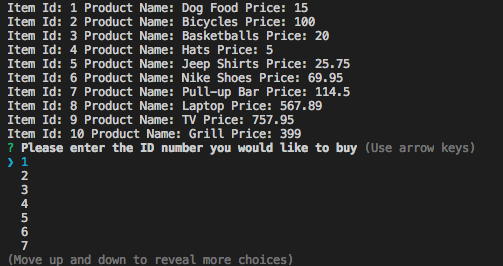 Item Id: 1 Product Name: Dog Food Price: 15
Item Id: 2 Product Name: Bicycles Price: 100
Item Id: 3 Product Name: Basketballs Price: 20
Item Id: 4 Product Name: Hats Price: 5
Item Id: 5 Product Name: Jeep Shirts Price: 25.75
Item Id: 6 Product Name: Nike Shoes Price: 69.95
Item Id: 7 Product Name: Pull-up Bar Price: 114.5
Item Id: 8 Product Name: Laptop Price: 567.89
Item Id: 9 Product Name: TV Price: 757.95
Item Id: 10 Product Name: Grill Price: 399
? Please enter the ID number you would like to buy (Use arrow keys)
❯ 1
2
3
4
5
6
7
(Move up and down to reveal more choices)